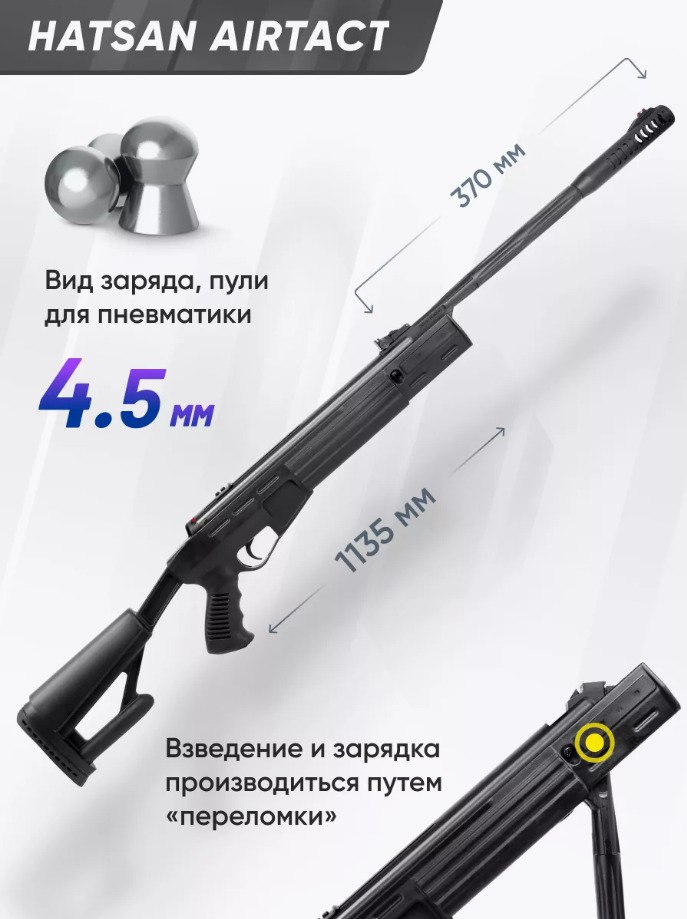 HATSAN AIRTACT
370 мм
Вид заряда, пули
для пневматики
4.5 мм
1135 мм
Взведение и зарядка
производиться путем
«переломки»